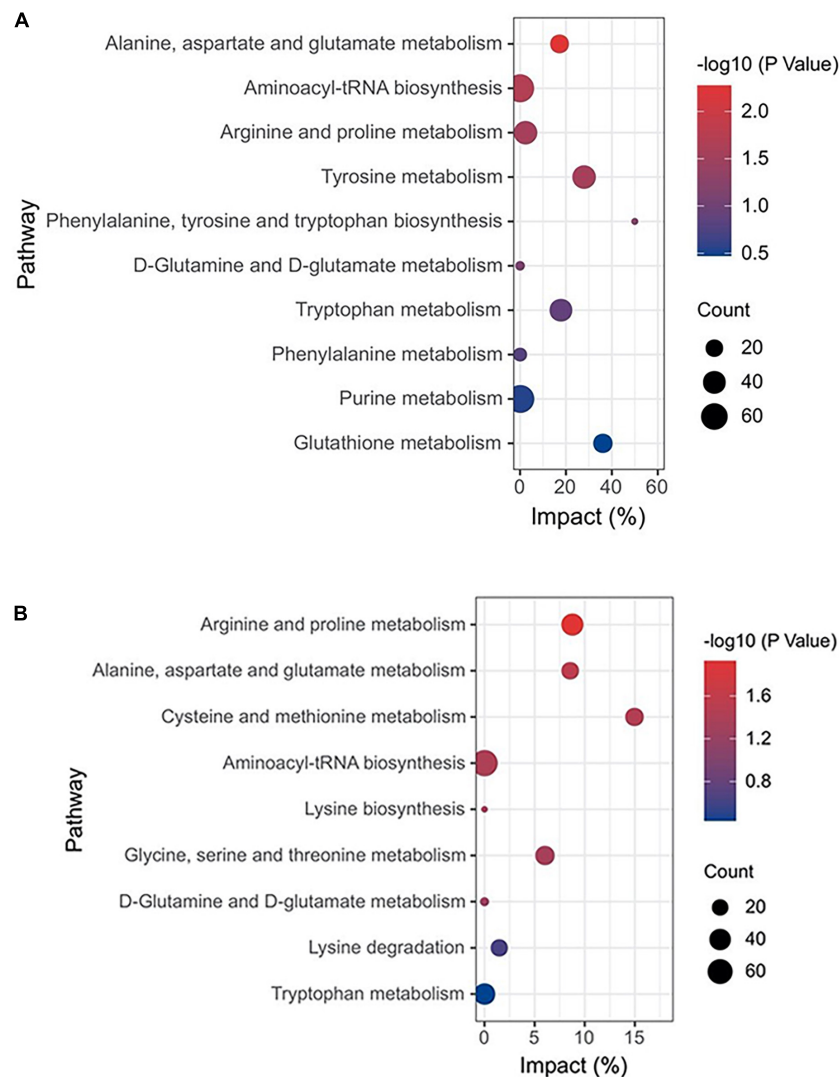 A
Alanine, aspartate and glutamate metabolism
Aminoacyl-tRNA biosynthesis
Arginine and proline metabolism
Tyrosine metabolism
Phenylalanine, tyrosine and tryptophan biosynthesis
D-Glutamine and D-glutamate metabolism
Tryptophan metabolism
Phenylalanine metabolism
Purine metabolism
Glutathione metabolism
Pathway
0 20 40 60
Impact (%)
-log10 (P Value)
2.0
1.5
1.0
0.5
Count
20
40
60
B
Arginine and proline metabolism
Alanine, aspartate and glutamate metabolism
Cysteine and methionine metabolism
Aminoacyl-tRNA biosynthesis
Lysine biosynthesis
Glycine, serine and threonine metabolism
D-Glutamine and D-glutamate metabolism
Lysine degradation
Tryptophan metabolism
Pathway
0 5 10 15
Impact (%)
-log10 (P Value)
1.6
1.2
0.8
Count
20
40
60